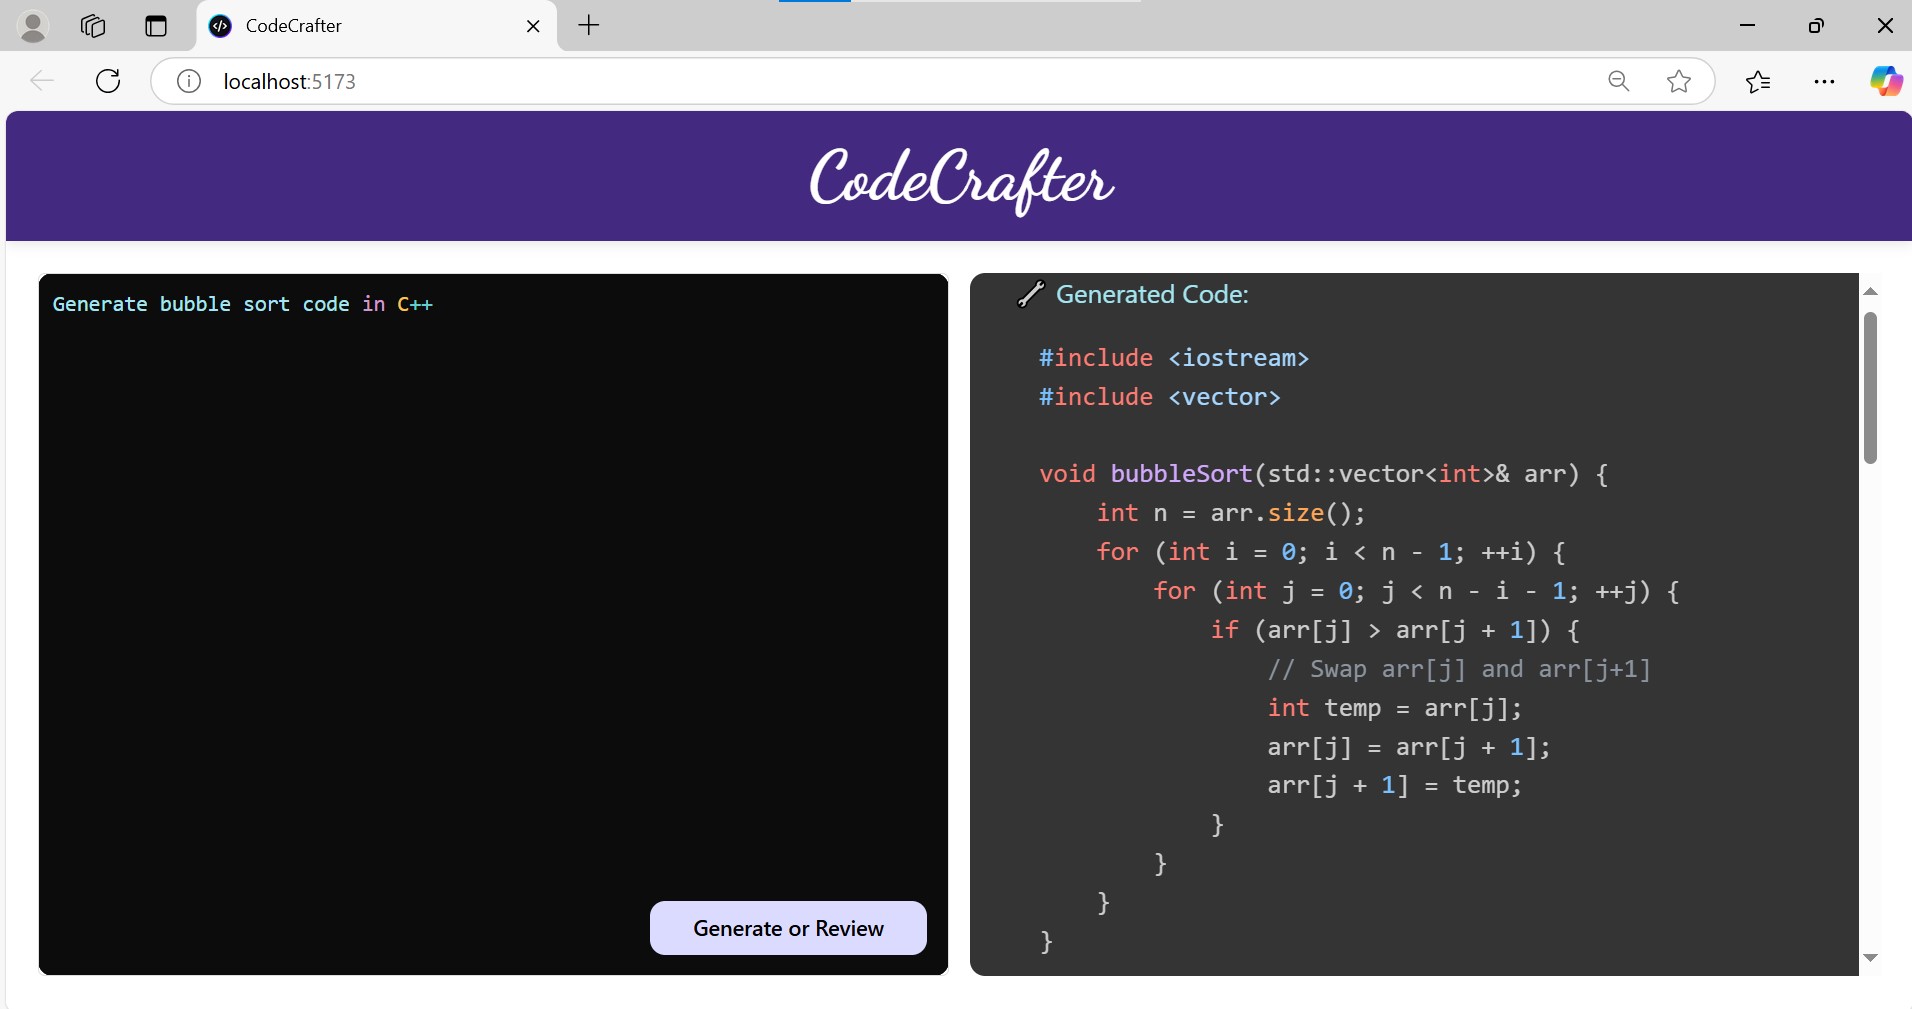 CodeCrafter
localhost:5173
CodeCrafter
Generate bubble sort code in C++
Generate or Review
Generated Code:
#include <iostream>
#include <vector>
void bubbleSort(std::vector<int>& arr) {
    int n = arr.size();
    for (int i = 0; i < n - 1; ++i) {
        for (int j = 0; j < n - i - 1; ++j) {
            if (arr[j] > arr[j + 1]) {
                // Swap arr[j] and arr[j+1]
                int temp = arr[j];
                arr[j] = arr[j + 1];
                arr[j + 1] = temp;
            }
        }
    }
}